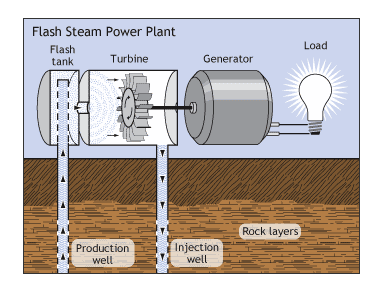 Flash Steam Power Plant
Flash
tank
Turbine
Generator
Load
Rock layers
Production
well
Injection
well